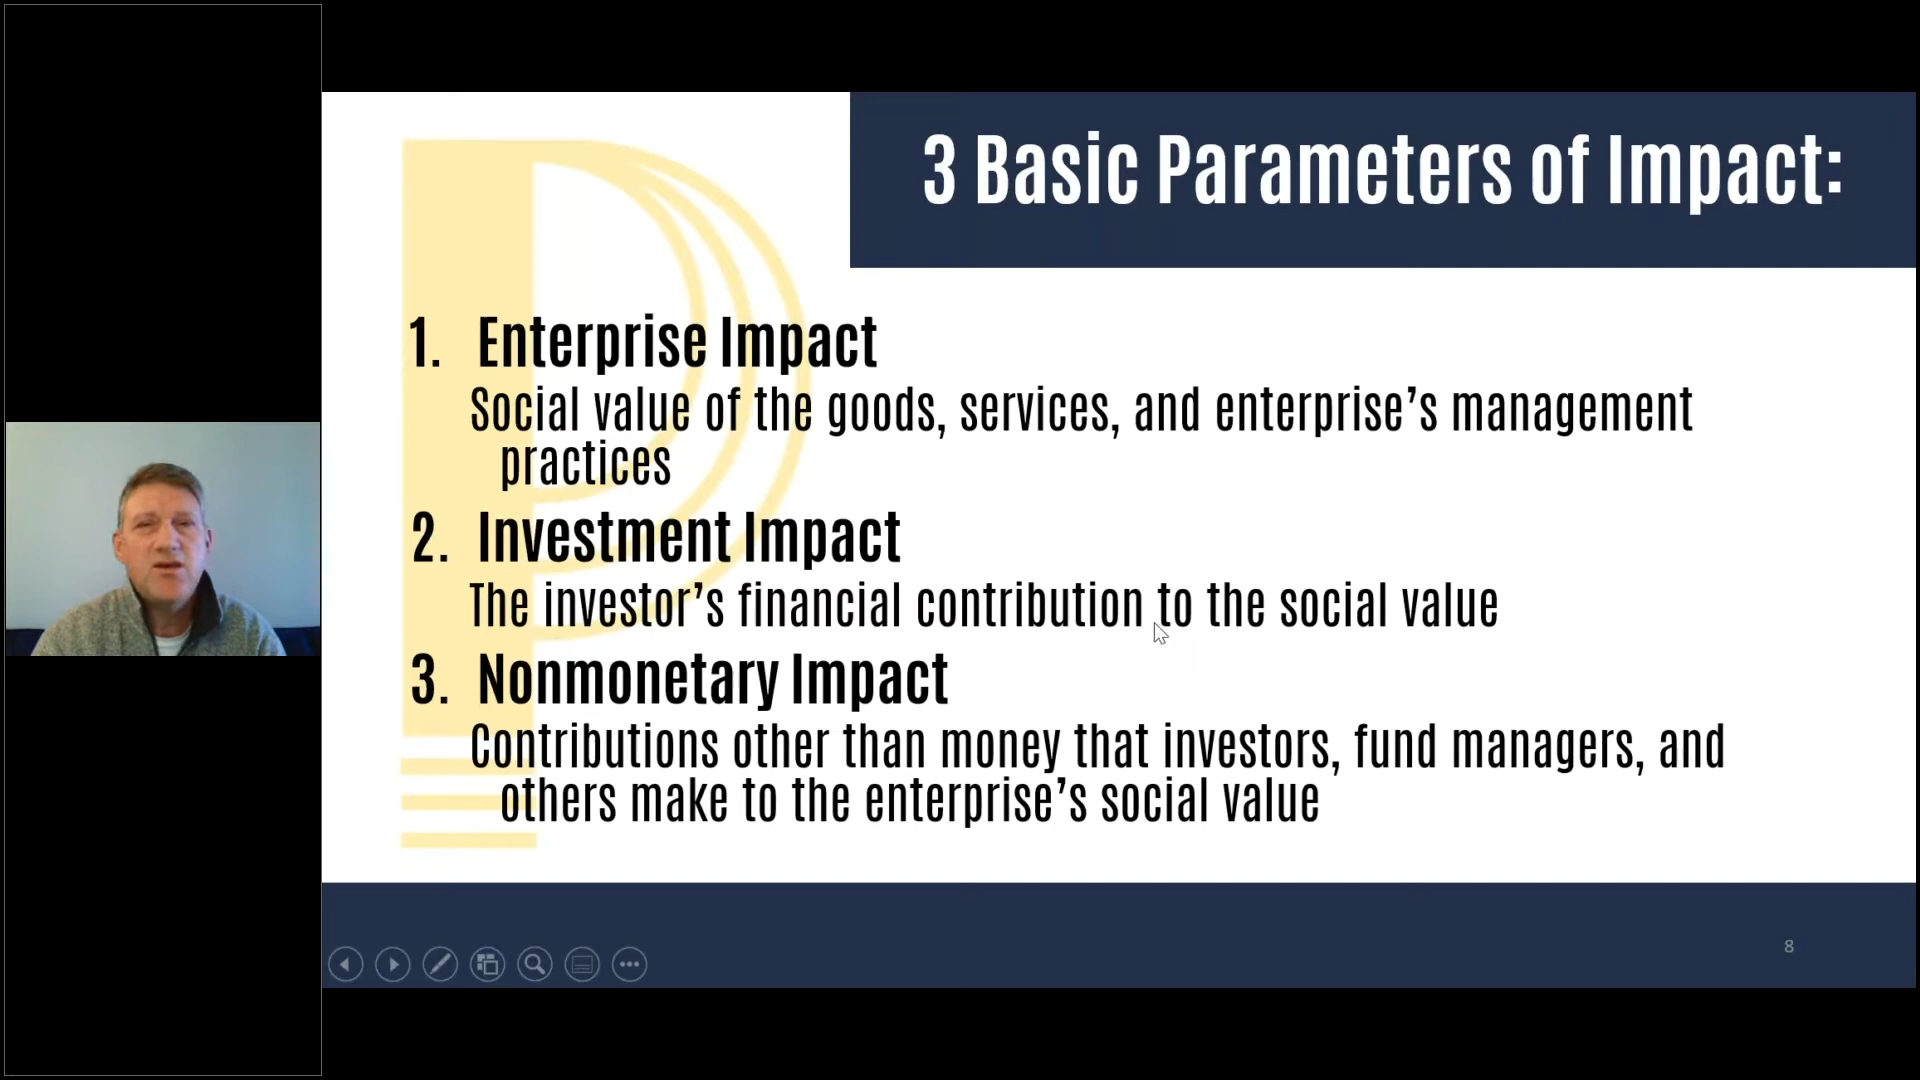 3 Basic Parameters of Impact:
1. Enterprise Impact
Social value of the goods, services, and enterprise’s management
practices
2. Investment Impact
The investor’s financial contribution to the social value
3. Nonmonetary Impact
Contributions other than money that investors, fund managers, and
others make to the enterprise’s social value
8